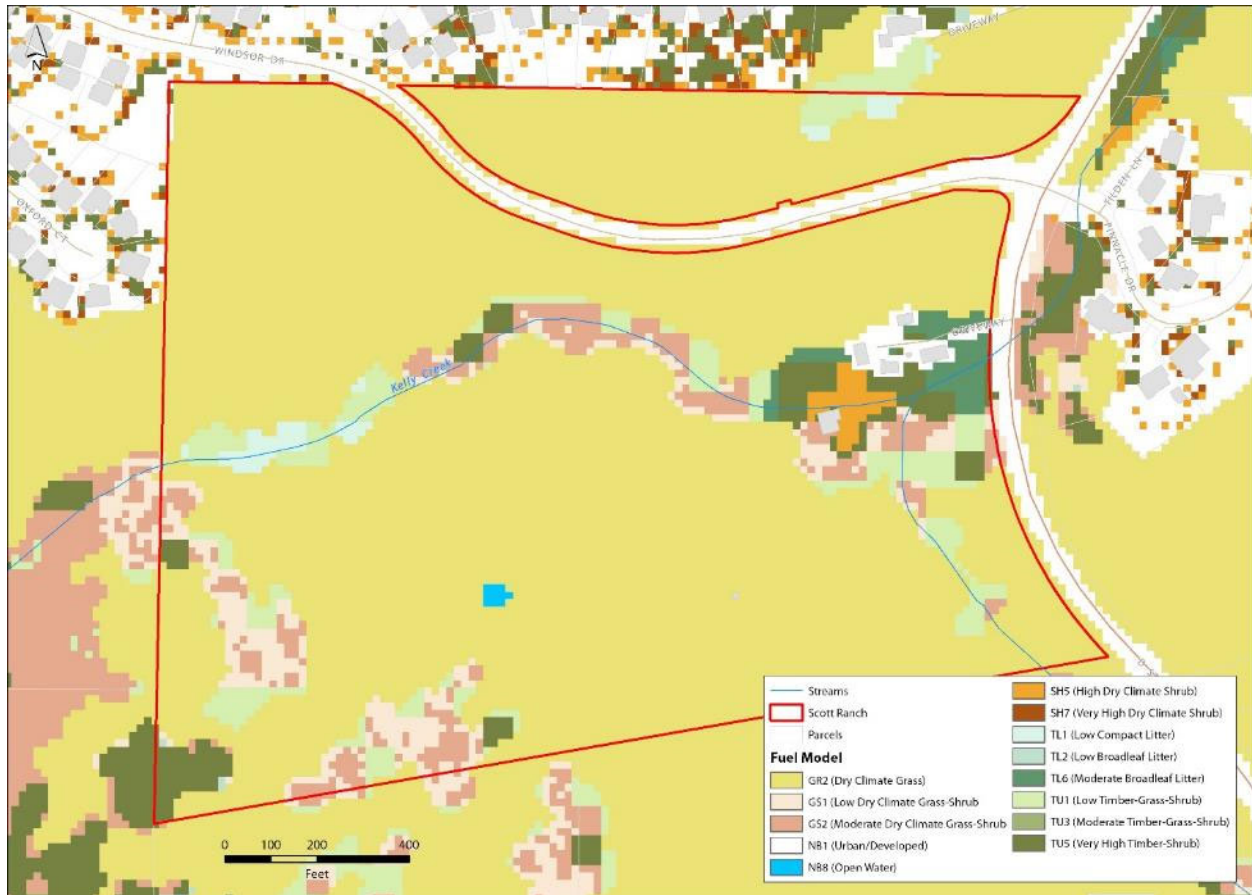 N
WINDSOR DR
DRIVEWAY
OXFORD CT
TILDEN LN
PINNACLE DR
DRIVEWAY
Kelly Creek
0 100 200 400
Feet
Streams
Scott Ranch
Parcels
Fuel Model
GR2 (Dry Climate Grass)
GS1 (Low Dry Climate Grass-Shrub
GS2 (Moderate Dry Climate Grass-Shrub)
NB1 (Urban/Developed)
NB8 (Open Water)
SH5 (High Dry Climate Shrub)
SH7 (Very High Dry Climate Shrub)
TL1 (Low Compact Litter)
TL2 (Low Broadleaf Litter)
TL6 (Moderate Broadleaf Litter)
TU1 (Low Timber-Grass-Shrub)
TU3 (Moderate Timber-Grass-Shrub)
TU5 (Very High Timber-Shrub)